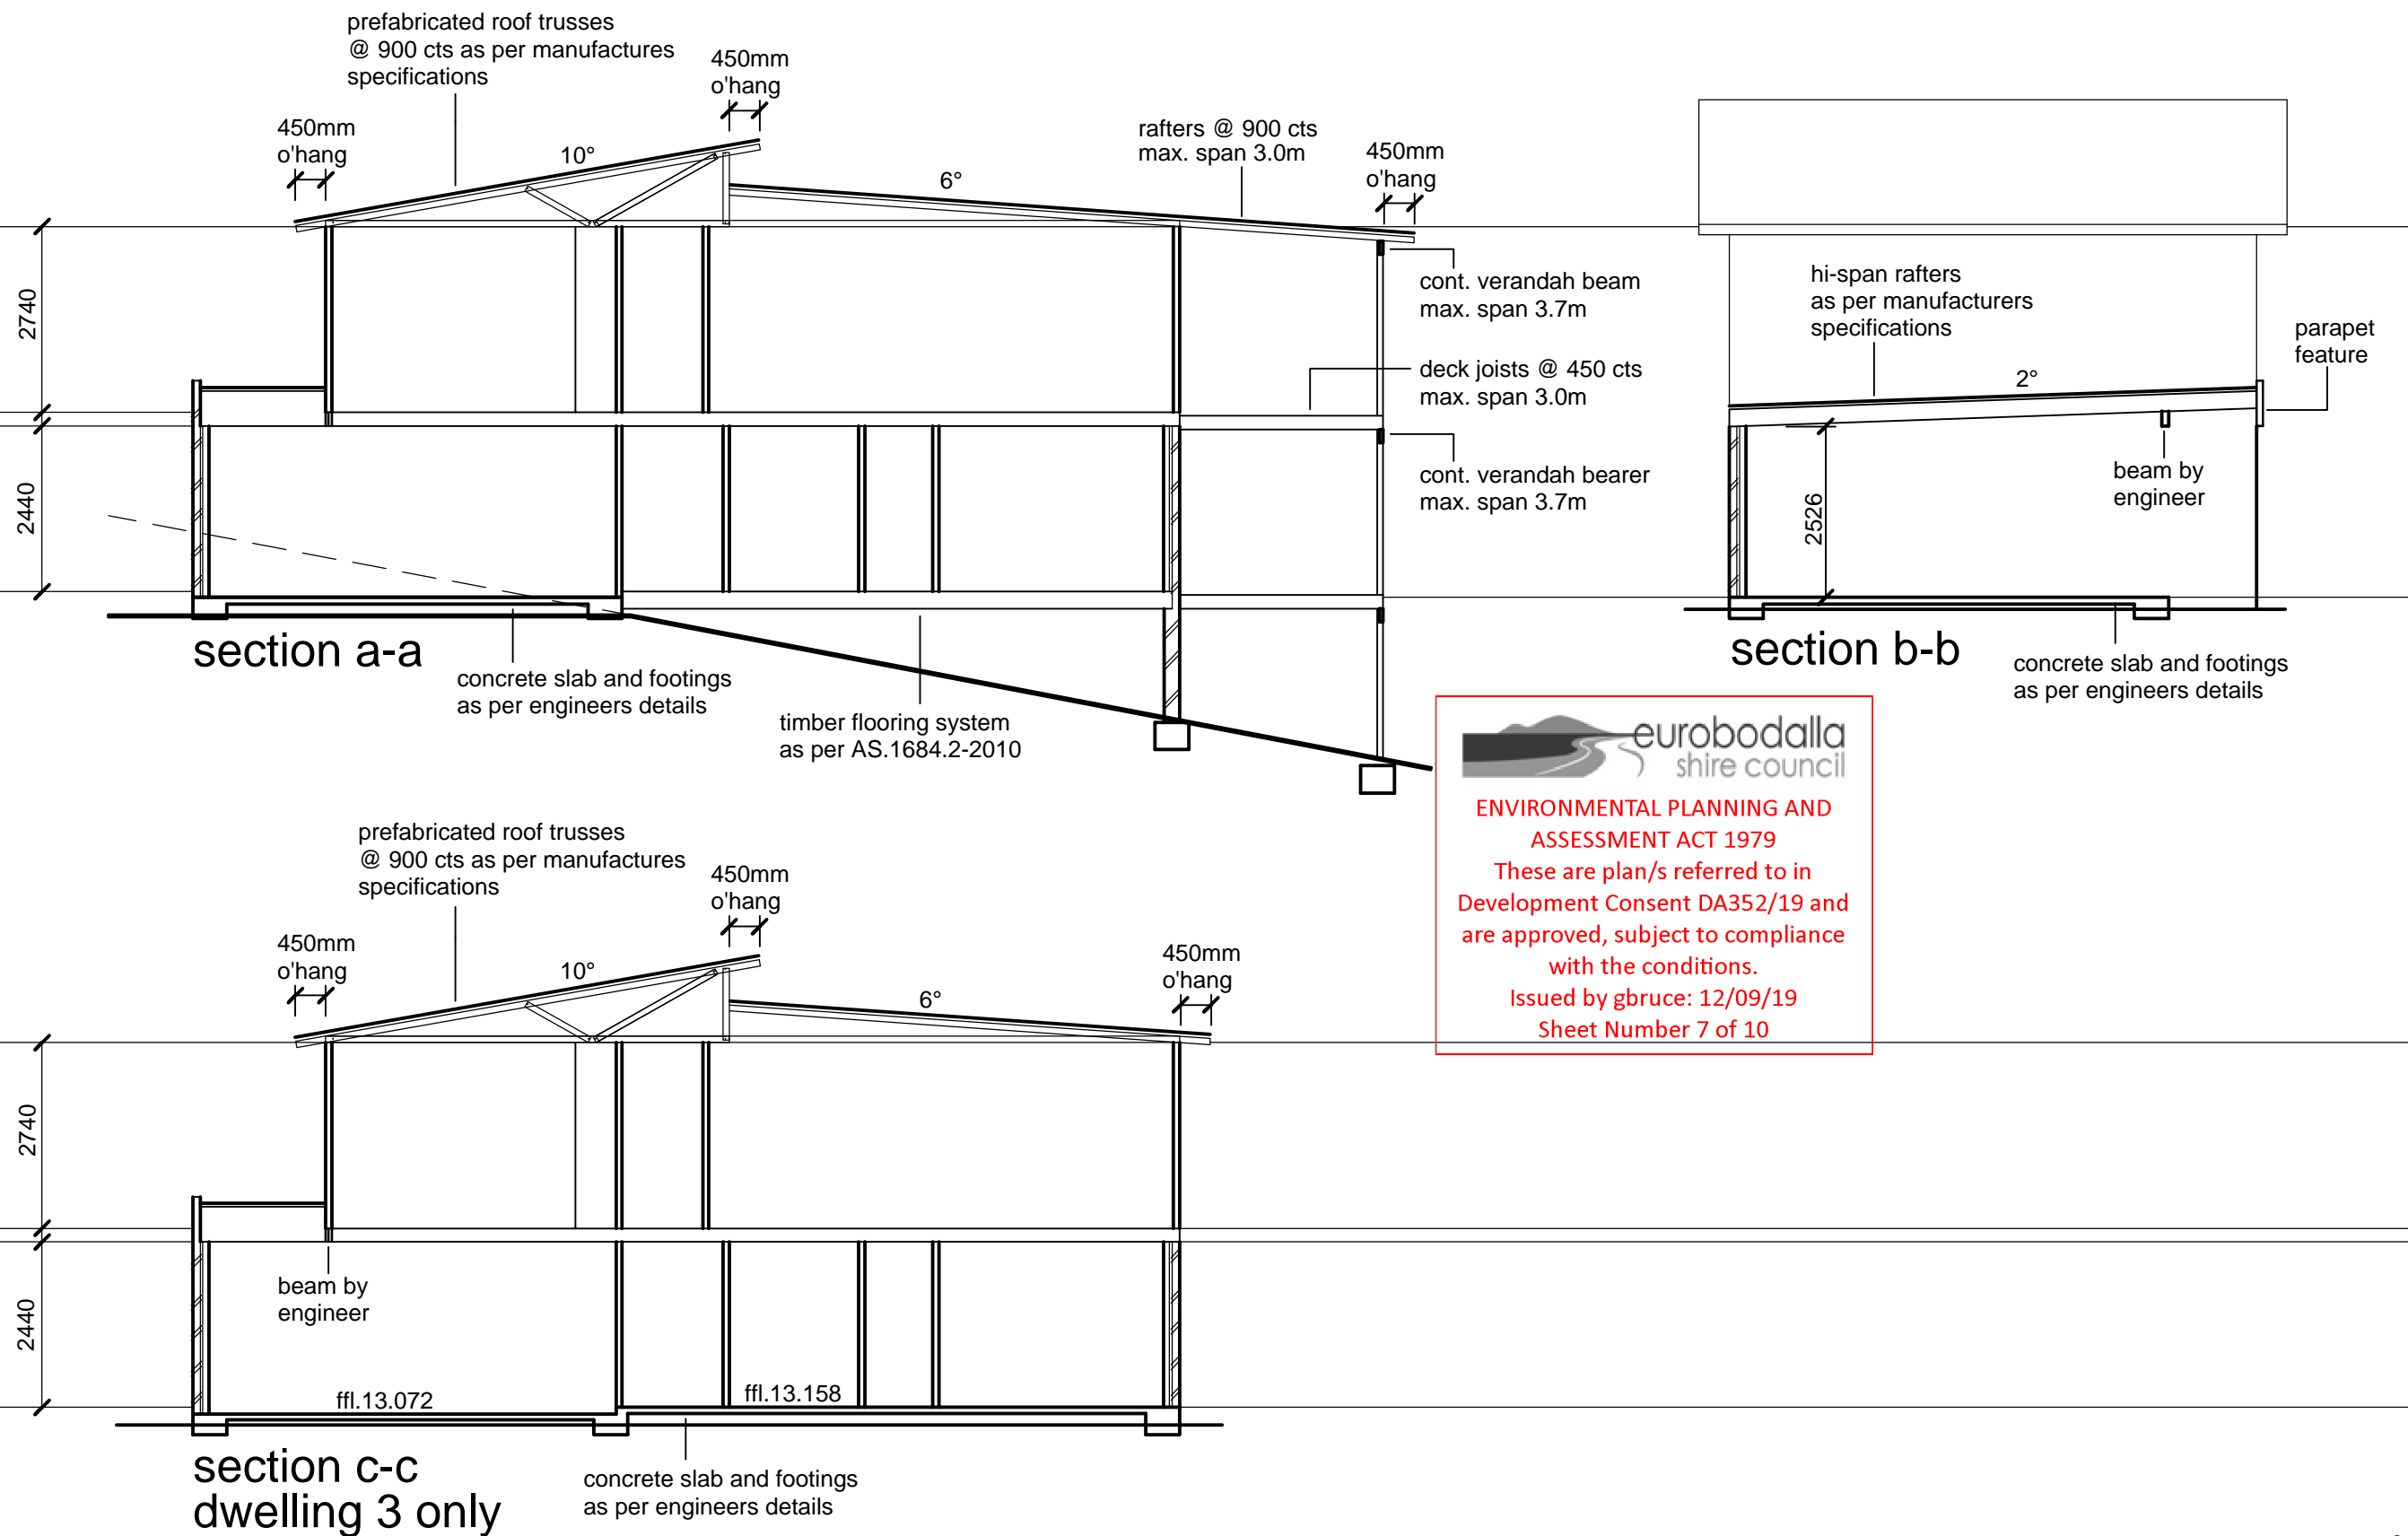 prefabricated roof trusses
@ 900 cts as per manufactures
specifications
450mm
o'hang
450mm
o'hang
10°
6°
rafters @ 900 cts
max. span 3.0m
450mm
o'hang
2740
2440
cont. verandah beam
max. span 3.7m
deck joists @ 450 cts
max. span 3.0m
cont. verandah bearer
max. span 3.7m
section a-a
concrete slab and footings
as per engineers details
timber flooring system
as per AS.1684.2-2010
hi-span rafters
as per manufacturers
specifications
parapet
feature
2°
2526
beam by
engineer
section b-b
concrete slab and footings
as per engineers details
eurobodalla
shire council
ENVIRONMENTAL PLANNING AND
ASSESSMENT ACT 1979
These are plan/s referred to in
Development Consent DA352/19 and
are approved, subject to compliance
with the conditions.
Issued by gbruce: 12/09/19
Sheet Number 7 of 10
prefabricated roof trusses
@ 900 cts as per manufactures
specifications
450mm
o'hang
450mm
o'hang
10°
6°
450mm
o'hang
2740
2440
beam by
engineer
ffl.13.072
ffl.13.158
section c-c
dwelling 3 only
concrete slab and footings
as per engineers details